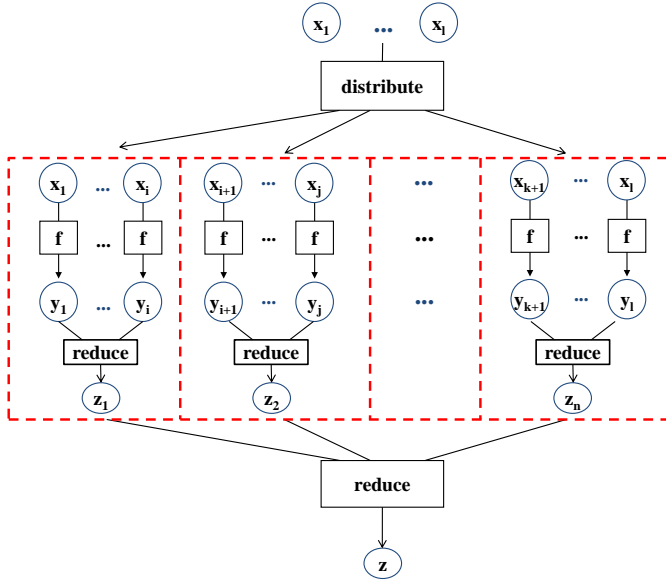 x1 ... xl
distribute
x1 ... xi xi+1 ... xj ... xk+1 ... xl
f ... f f ... f ... f ... f
y1 ... yi yi+1 ... yj ... yk+1 ... yl
reduce reduce reduce
z1 z2 zn
reduce
z